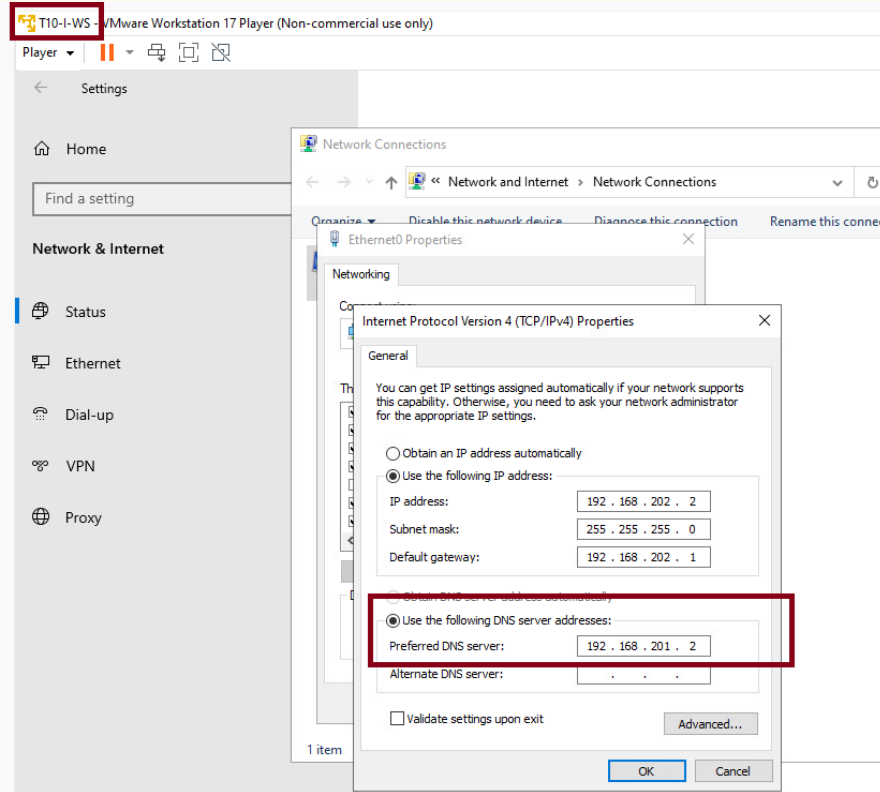 T10-I-WS - VMware Workstation 17 Player (Non-commercial use only)
Player
Settings
Home
Find a setting
Network & Internet
Status
Ethernet
Dial-up
VPN
Proxy
Network Connections
« Network and Internet > Network Connections
Organize Disable this network device Diagnose this connection Rename this
Ethernet0 Properties
Networking
Internet Protocol Version 4 (TCP/IPv4) Properties
General
You can get IP settings assigned automatically if your network supports
this capability. Otherwise, you need to ask your network administrator
for the appropriate IP settings.
Obtain an IP address automatically
Use the following IP address:
IP address: 192 . 168 . 202 . 2
Subnet mask: 255 . 255 . 255 . 0
Default gateway: 192 . 168 . 202 . 1
Obtain DNS server address automatically
Use the following DNS server addresses:
Preferred DNS server: 192 . 168 . 201 . 2
Alternate DNS server: . . .
Validate settings upon exit
Advanced...
1 item
OK Cancel